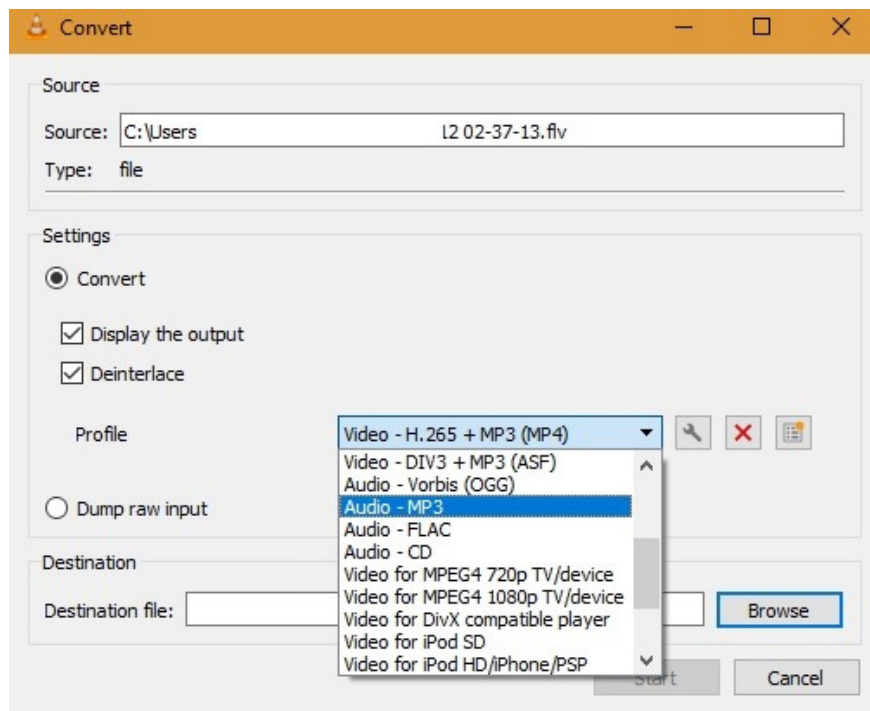 Convert
Source
Source: C:\Users 12 02-37-13.flv
Type: file
Settings
Convert
Display the output
Deinterlace
Profile Video - H.265 + MP3 (MP4)
Video - DIV3 + MP3 (ASF)
Audio - Vorbis (OGG)
Audio - MP3
Audio - FLAC
Audio - CD
Video for MPEG4 720p TV/device
Video for MPEG4 1080p TV/device
Video for DivX compatible player
Video for iPod SD
Video for iPod HD/iPhone/PSP
Dump raw input
Destination
Destination file: Browse
Start Cancel